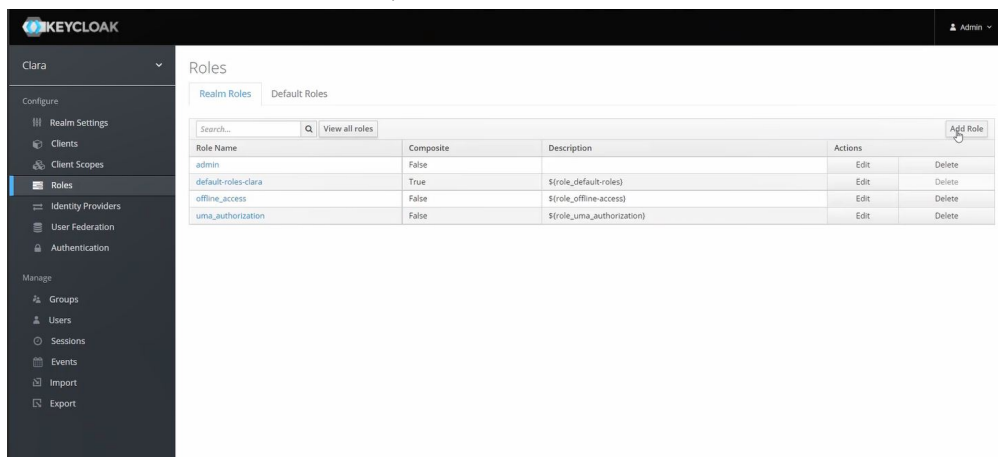 KEYCLOAK
Admin
Clara
Roles
Configure
Realm Roles Default Roles
Realm Settings
Search... View all roles Add Role
Clients
Role Name Composite Description Actions
Client Scopes
admin False Edit Delete
Roles
default-roles-clara True ${role_default-roles} Edit Delete
Identity Providers
offline_access False ${role_offline-access} Edit Delete
uma_authorization False ${role_uma_authorization} Edit Delete
User Federation
Authentication
Manage
Groups
Users
Sessions
Events
Import
Export